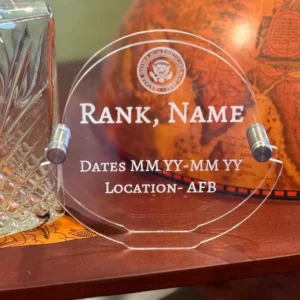 RANK, NAME
DATES MM YY-MM YY
LOCATION- AFB